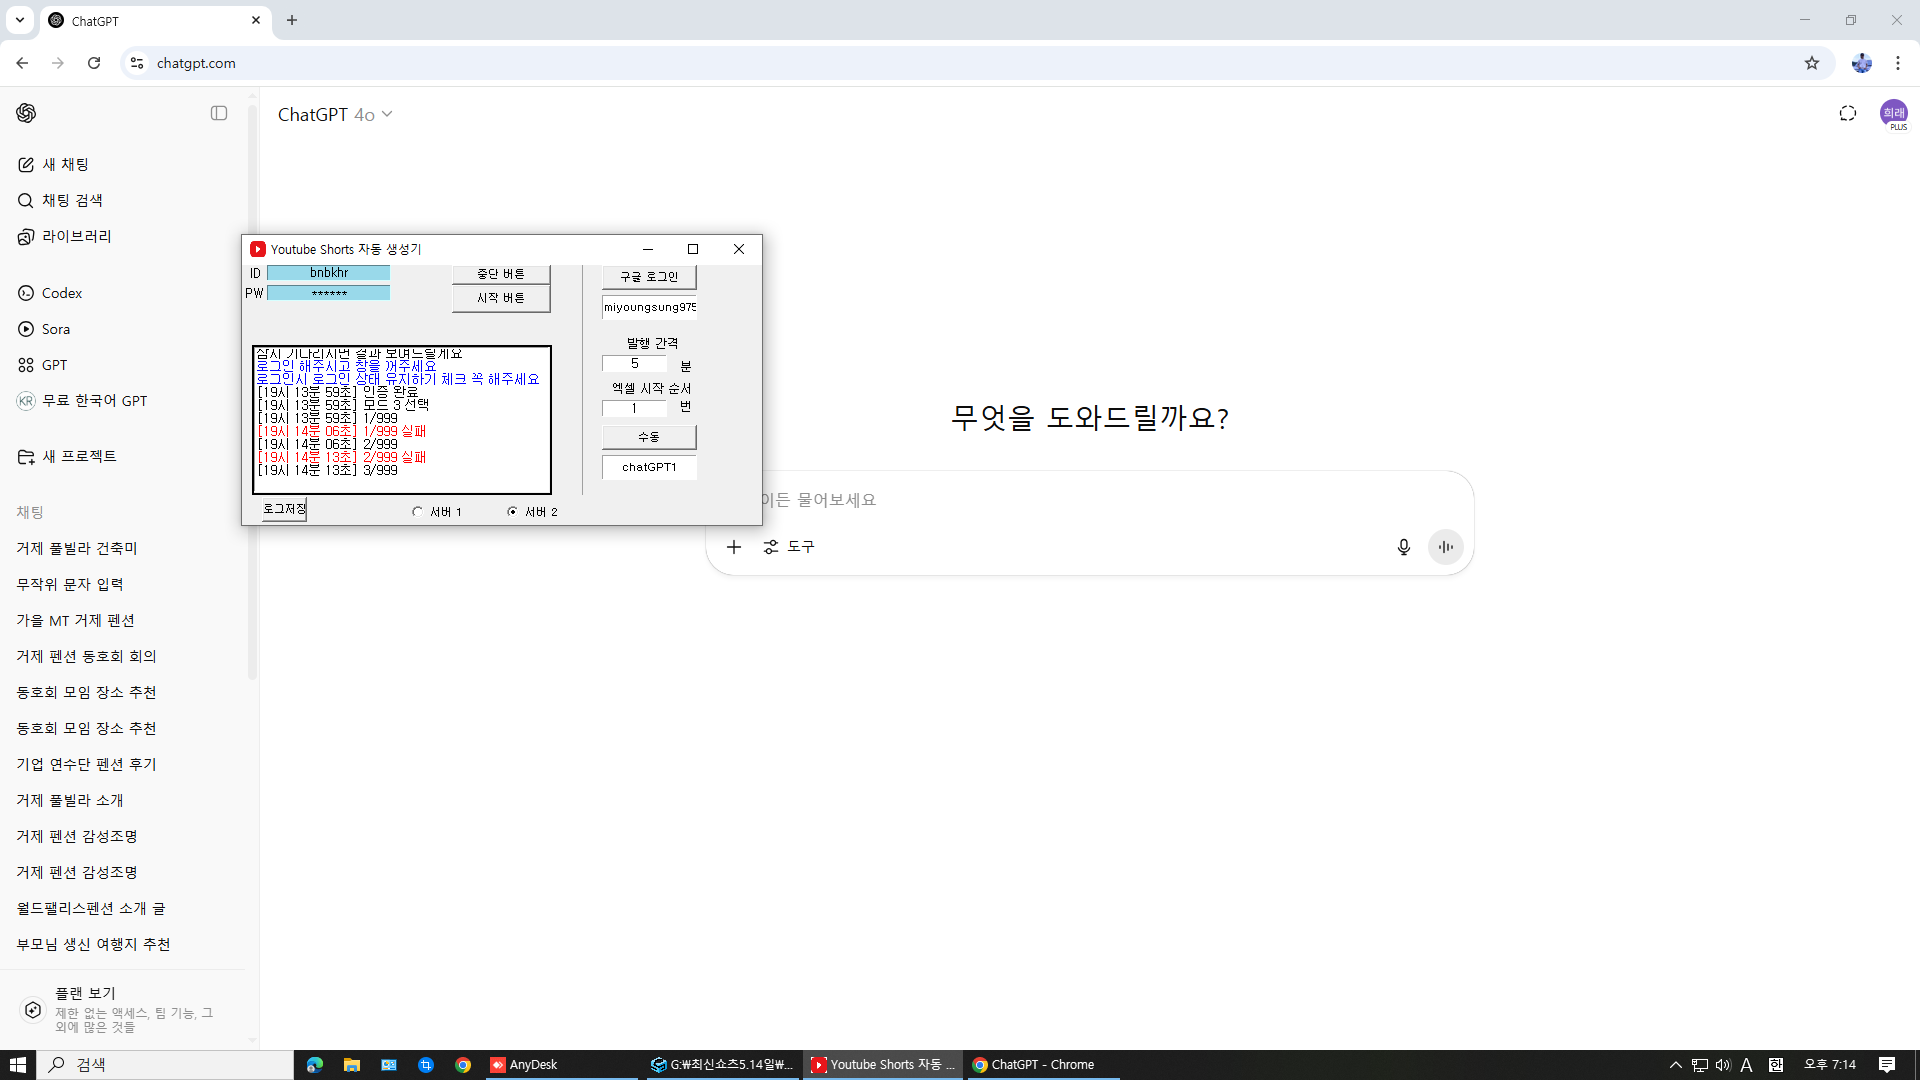 ChatGPT
chatgpt.com
ChatGPT 4o
희래
PLUS
새 채팅
채팅 검색
라이브러리
Codex
Sora
GPT
KR 무료 한국어 GPT
새 프로젝트
채팅
거제 풀빌라 건축미
무작위 문자 입력
가을 MT 거제 펜션
거제 펜션 동호회 회의
동호회 모임 장소 추천
동호회 모임 장소 추천
기업 연수단 펜션 후기
거제 풀빌라 소개
거제 펜션 감성조명
거제 펜션 감성조명
월드팰리스펜션 소개 글
부모님 생신 여행지 추천
플랜 보기
제한 없는 액세스, 팀 기능, 그
외에 많은 것들
Youtube Shorts 자동 생성기
ID bnbkhr
PW ******
중단 버튼
시작 버튼
잠시 기다리시면 결과 보여드릴게요
로그인 해주시고 창을 꺼주세요
로그인시 로그인 상태 유지하기 체크 꼭 해주세요
[19시 13분 59초] 인증 완료
[19시 13분 59초] 모드 3 선택
[19시 13분 59초] 1/999
[19시 14분 06초] 1/999 실패
[19시 14분 06초] 2/999
[19시 14분 13초] 2/999 실패
[19시 14분 13초] 3/999
로그저장
서버 1
서버 2
구글 로그인
miyoungsung975
발행 간격
5 분
엑셀 시작 순서
1 번
수동
chatGPT1
무엇을 도와드릴까요?
이든 물어보세요
도구
검색
AnyDesk
G:\최신쇼츠5.14일\...
Youtube Shorts 자동 ...
ChatGPT - Chrome
A
한
오후 7:14